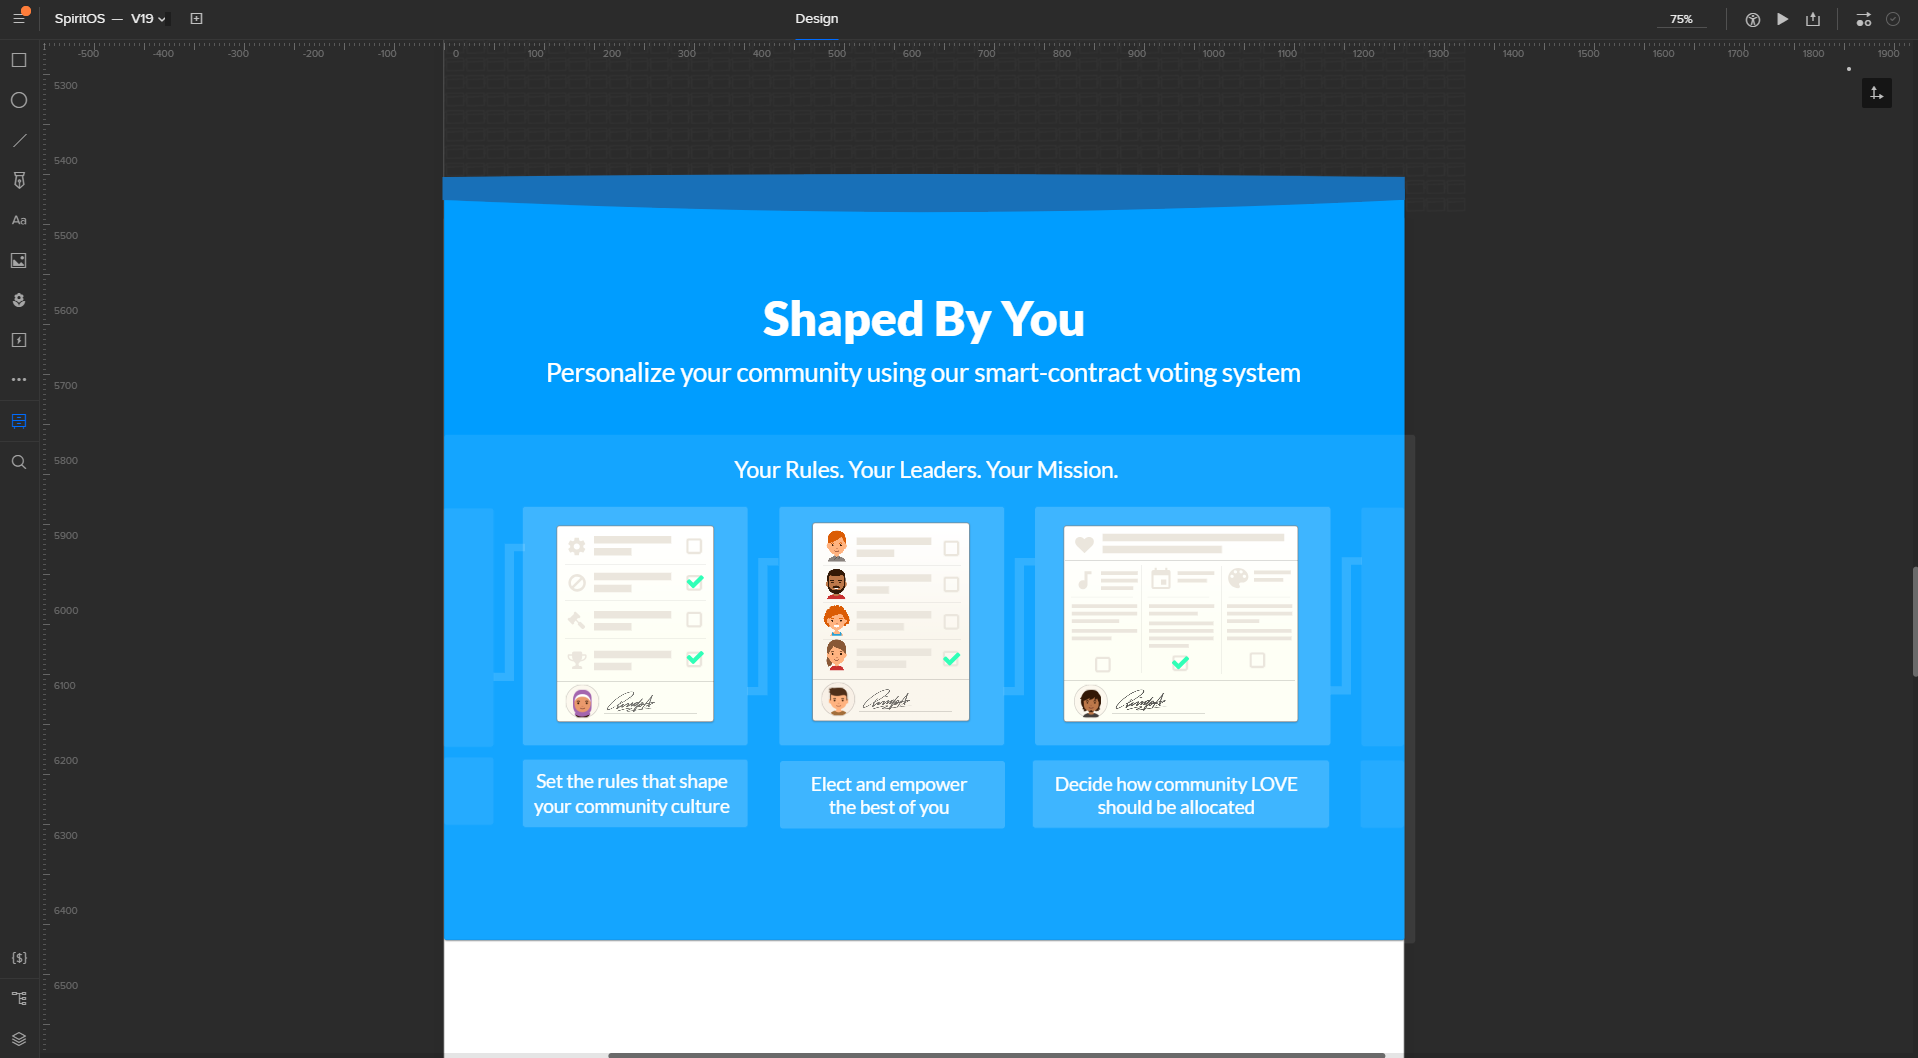 SpiritOS — V19
Design
75%
-500 -400 -300 -200 -100 0 100 200 300 400 500 600 700 800 900 1000 1100 1200 1300 1400 1500 1600 1700 1800 1900
5300
5400
5500
5600
5700
5800
5900
6000
6100
6200
6300
6400
6500
Aa
{$}
Shaped By You
Personalize your community using our smart-contract voting system
Your Rules. Your Leaders. Your Mission.
Set the rules that shape
your community culture
Elect and empower
the best of you
Decide how community LOVE
should be allocated